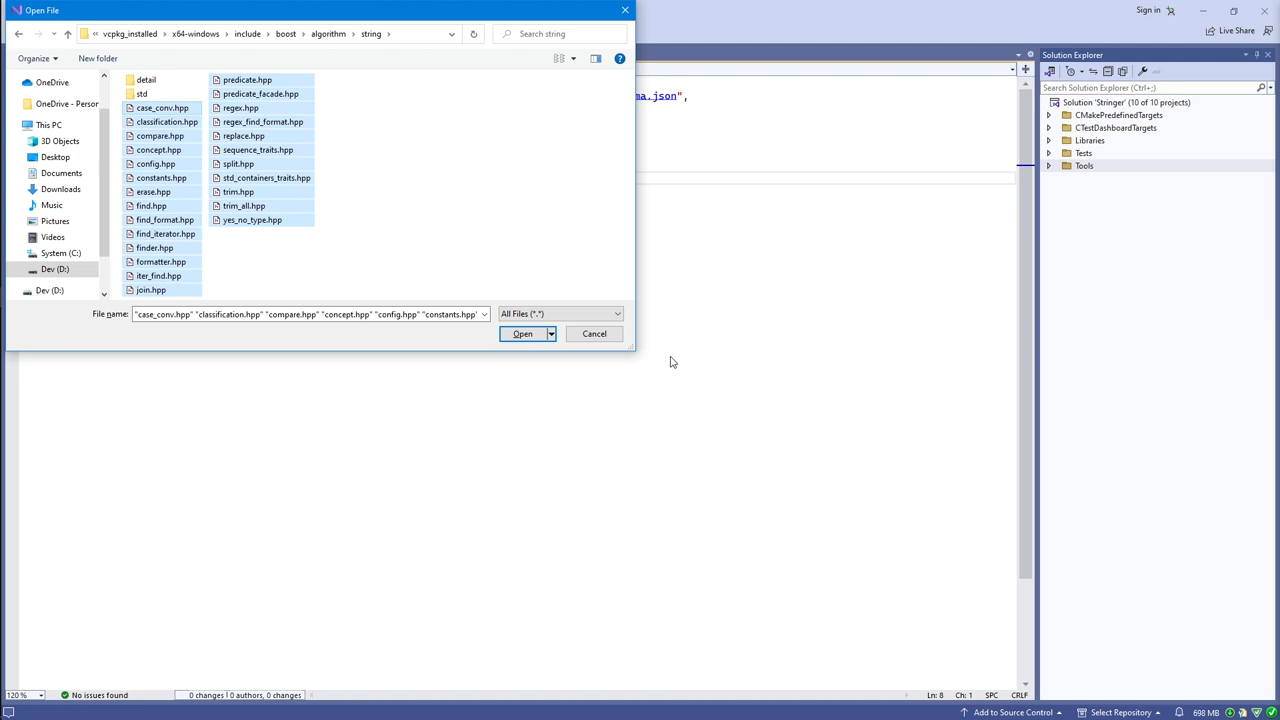 Open File
vcpkg_installed
x64-windows
include
boost
algorithm
string
Search string
Organize
New folder
OneDrive
OneDrive - Person
This PC
3D Objects
Desktop
Documents
Downloads
Music
Pictures
Videos
System (C:)
Dev (D:)
Dev (D:)
detail
std
case_conv.hpp
classification.hpp
compare.hpp
concept.hpp
config.hpp
constants.hpp
erase.hpp
find.hpp
find_format.hpp
find_iterator.hpp
finder.hpp
formatter.hpp
iter_find.hpp
join.hpp
predicate.hpp
predicate_facade.hpp
regex.hpp
regex_find_format.hpp
replace.hpp
sequence_traits.hpp
split.hpp
std_containers_traits.hpp
trim.hpp
trim_all.hpp
yes_no_type.hpp
File name:
"case_conv.hpp" "classification.hpp" "compare.hpp" "concept.hpp" "config.hpp" "constants.hpp"
All Files (*.*)
Open
Cancel
Sign in
Live Share
ma.json",
Solution Explorer
Search Solution Explorer (Ctrl+;)
Solution 'Stringer' (10 of 10 projects)
CMakePredefinedTargets
CTestDashboardTargets
Libraries
Tests
Tools
120 %
No issues found
0 changes | 0 authors, 0 changes
Ln: 8
Ch: 1
SPC
CRLF
Add to Source Control
Select Repository
698 MB